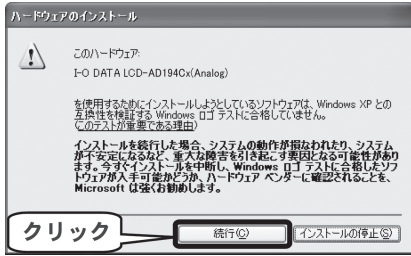 ハードウェアのインストール
このハードウェア:
I-O DATA LCD-AD194Cx(Analog)
を使用するためにインストールしようとしているソフトウェアは、Windows XP との
互換性を検証する Windows ロゴ テストに合格していません。
(このテストが重要である理由)
インストールを続行した場合、システムの動作が損なわれたり、システム
が不安定になるなど、重大な障害を引き起こす要因となる可能性があり
ます。今すぐインストールを中断し、Windows ロゴ テストに合格したソフ
トウェアが入手可能かどうか、ハードウェア ベンダーに確認されることを、
Microsoft は強くお勧めします。
クリック
続行(C)
インストールの停止(S)